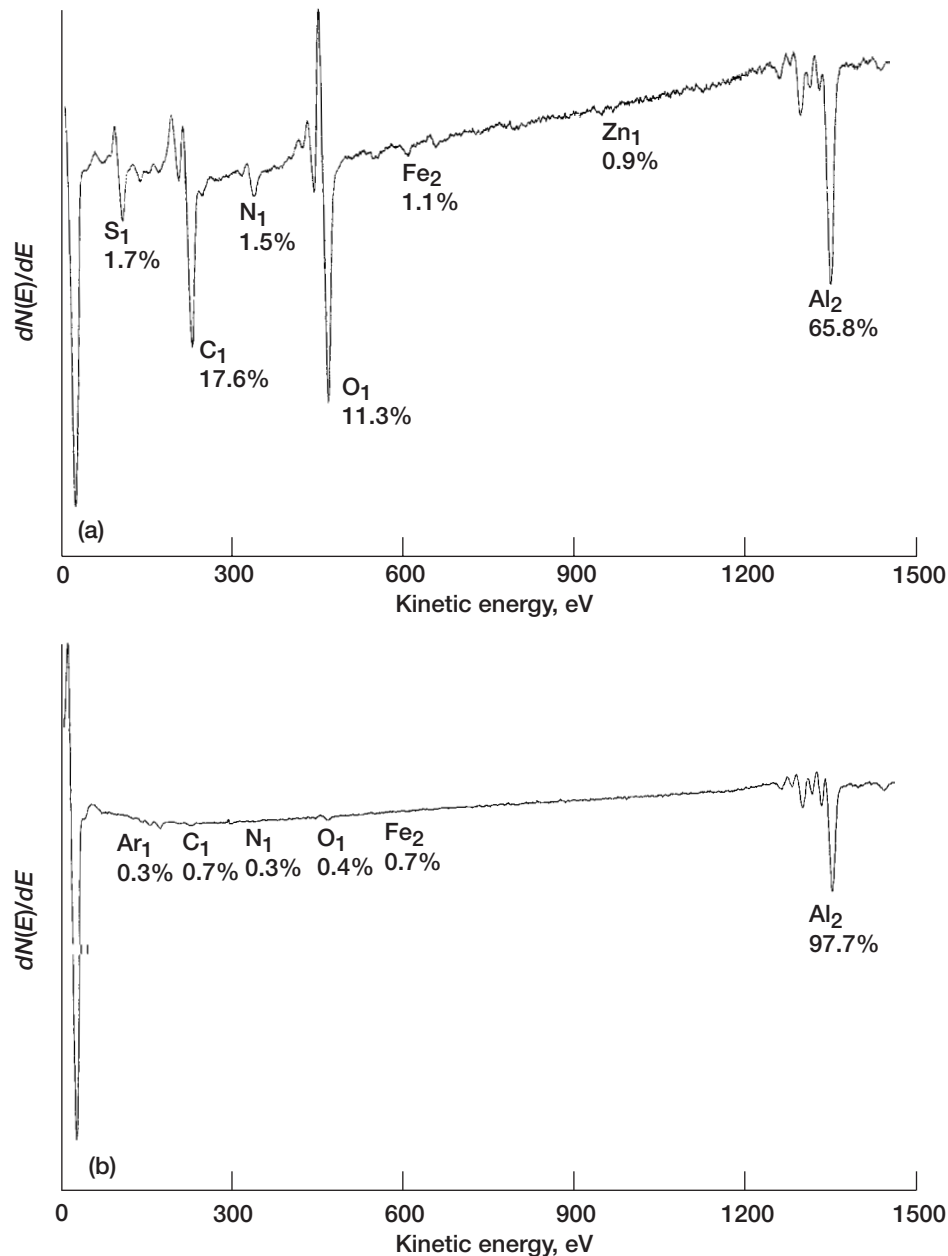 dN(E)/dE
S1
1.7%
C1
17.6%
N1
1.5%
O1
11.3%
Fe2
1.1%
Zn1
0.9%
Al2
65.8%
(a)
0 300 600 900 1200 1500
Kinetic energy, eV
dN(E)/dE
Ar1
0.3%
C1
0.7%
N1
0.3%
O1
0.4%
Fe2
0.7%
Al2
97.7%
(b)
0 300 600 900 1200 1500
Kinetic energy, eV